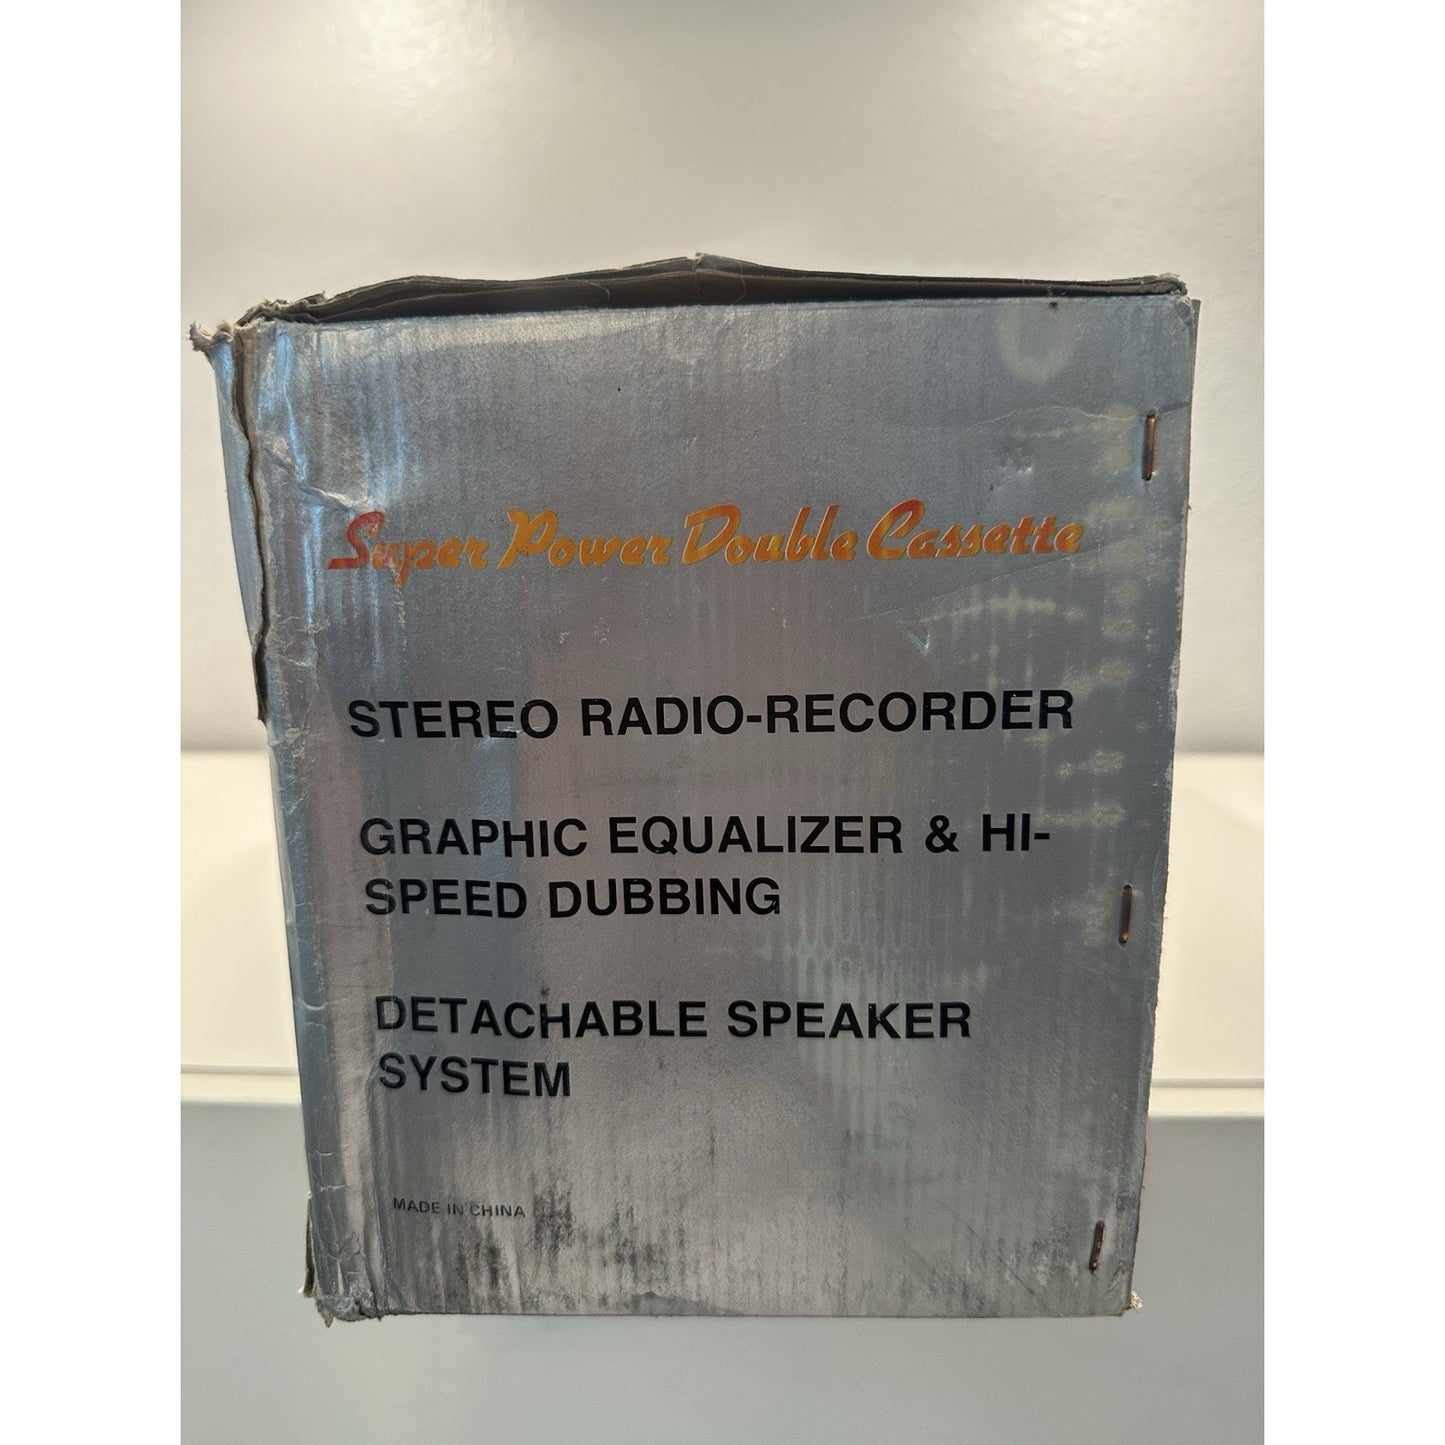 Super Power Double Cassette
STEREO RADIO-RECORDER
GRAPHIC EQUALIZER & HI-
SPEED DUBBING
DETACHABLE SPEAKER
SYSTEM
MADE IN CHINA